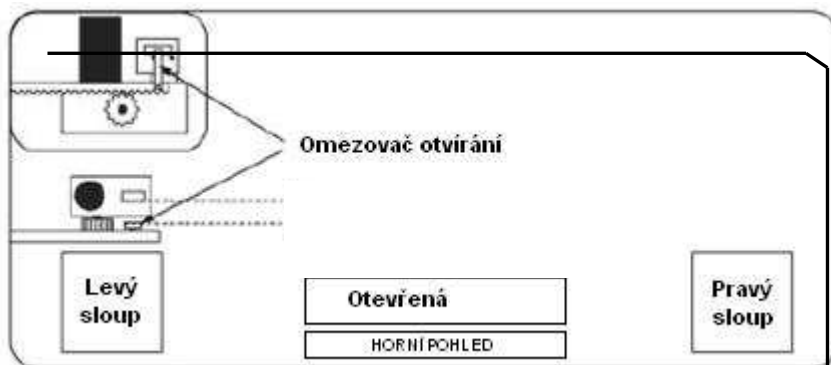 Omezovač otvírání
Levý
sloup
Otevřená
HORNÍ POHLED
Pravý
sloup